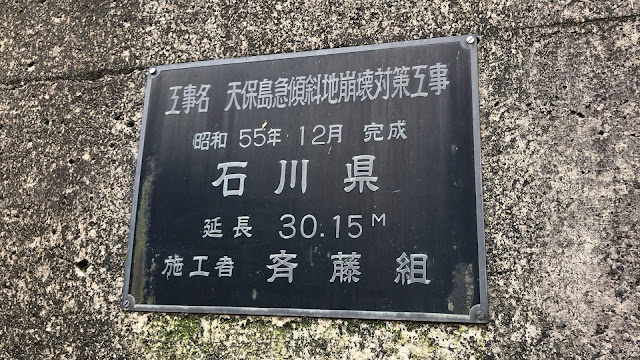 工事名 天保島急傾斜地崩壊対策工事
昭和 55年 12月 完成
石川県
延長 30.15M
施工者 斉藤組